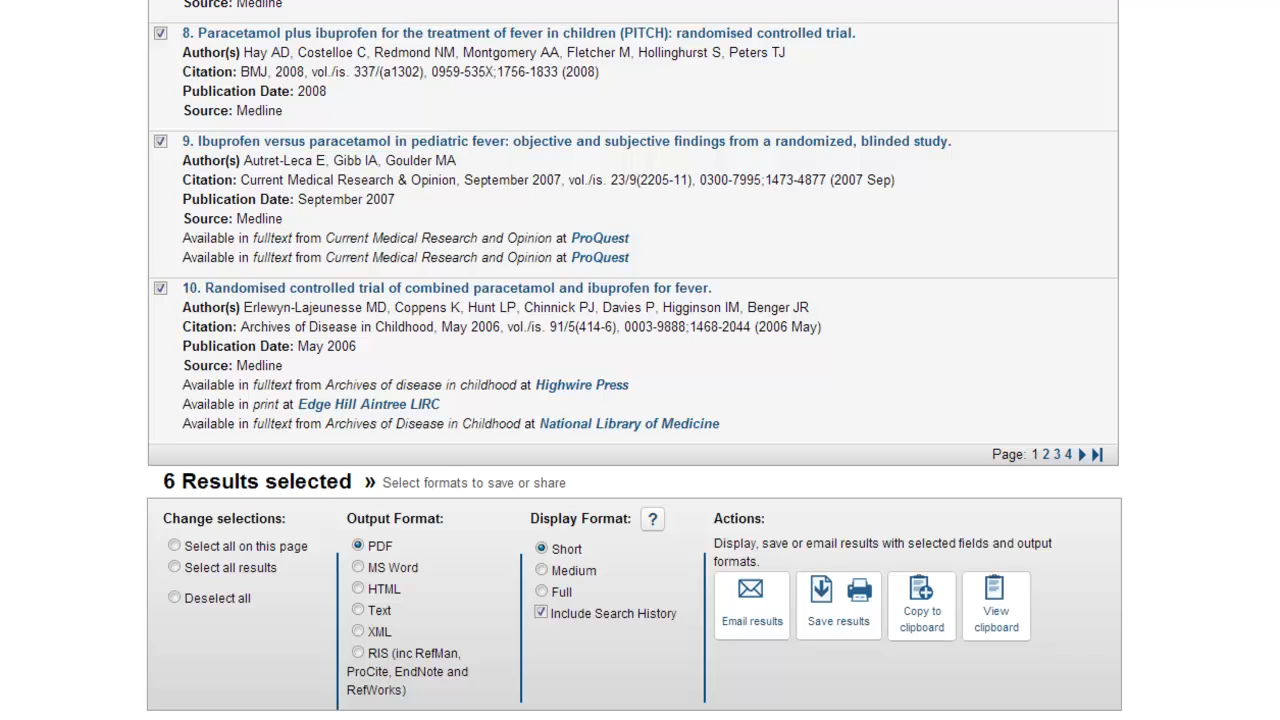 Source: Medline
8. Paracetamol plus ibuprofen for the treatment of fever in children (PITCH): randomised controlled trial.
Author(s) Hay AD, Costelloe C, Redmond NM, Montgomery AA, Fletcher M, Hollinghurst S, Peters TJ
Citation: BMJ, 2008, vol./is. 337/(a1302), 0959-535X;1756-1833 (2008)
Publication Date: 2008
Source: Medline
9. Ibuprofen versus paracetamol in pediatric fever: objective and subjective findings from a randomized, blinded study.
Author(s) Autret-Leca E, Gibb IA, Goulder MA
Citation: Current Medical Research & Opinion, September 2007, vol./is. 23/9(2205-11), 0300-7995;1473-4877 (2007 Sep)
Publication Date: September 2007
Source: Medline
Available in fulltext from Current Medical Research and Opinion at ProQuest
Available in fulltext from Current Medical Research and Opinion at ProQuest
10. Randomised controlled trial of combined paracetamol and ibuprofen for fever.
Author(s) Erlewyn-Lajeunesse MD, Coppens K, Hunt LP, Chinnick PJ, Davies P, Higginson IM, Benger JR
Citation: Archives of Disease in Childhood, May 2006, vol./is. 91/5(414-6), 0003-9888;1468-2044 (2006 May)
Publication Date: May 2006
Source: Medline
Available in fulltext from Archives of disease in childhood at Highwire Press
Available in print at Edge Hill Aintree LIRC
Available in fulltext from Archives of Disease in Childhood at National Library of Medicine
Page: 1 2 3 4
6 Results selected » Select formats to save or share
Change selections:
Select all on this page
Select all results
Deselect all
Output Format:
PDF
MS Word
HTML
Text
XML
RIS (inc RefMan,
ProCite, EndNote and
RefWorks)
Display Format: ?
Short
Medium
Full
Include Search History
Actions:
Display, save or email results with selected fields and output
formats.
Email results
Save results
Copy to
clipboard
View
clipboard